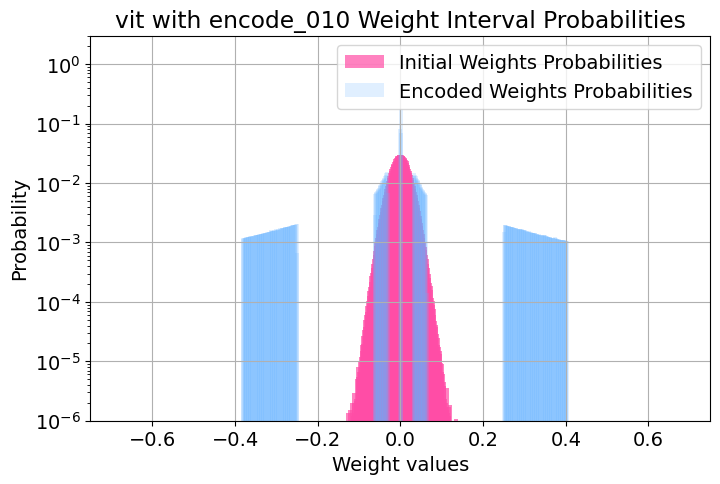 vit with encode_010 Weight Interval Probabilities
Initial Weights Probabilities
Encoded Weights Probabilities
Probability
10⁰
10⁻¹
10⁻²
10⁻³
10⁻⁴
10⁻⁵
10⁻⁶
−0.6 −0.4 −0.2 0.0 0.2 0.4 0.6
Weight values